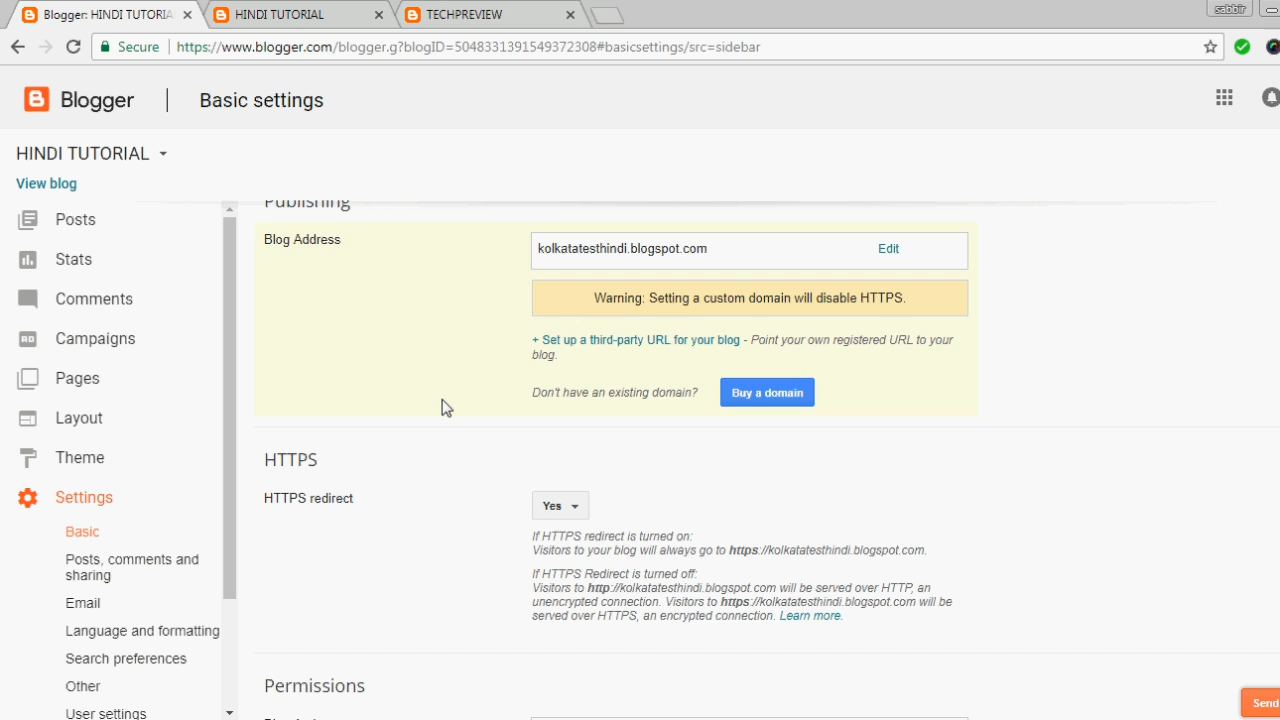 Blogger: HINDI TUTORIA
HINDI TUTORIAL
TECHPREVIEW
sabbir
Secure
https://www.blogger.com/blogger.g?blogID=5048331391549372308#basicsettings/src=sidebar
Blogger
Basic settings
HINDI TUTORIAL
View blog
Posts
Stats
Comments
Campaigns
Pages
Layout
Theme
Settings
Basic
Posts, comments and
sharing
Email
Language and formatting
Search preferences
Other
User settings
Publishing
Blog Address
kolkatatesthindi.blogspot.com
Edit
Warning: Setting a custom domain will disable HTTPS.
+ Set up a third-party URL for your blog - Point your own registered URL to your
blog.
Don't have an existing domain?
Buy a domain
HTTPS
HTTPS redirect
Yes
If HTTPS redirect is turned on:
Visitors to your blog will always go to https://kolkatatesthindi.blogspot.com.
If HTTPS Redirect is turned off:
Visitors to http://kolkatatesthindi.blogspot.com will be served over HTTP, an
unencrypted connection. Visitors to https://kolkatatesthindi.blogspot.com will be
served over HTTPS, an encrypted connection. Learn more.
Permissions
Send